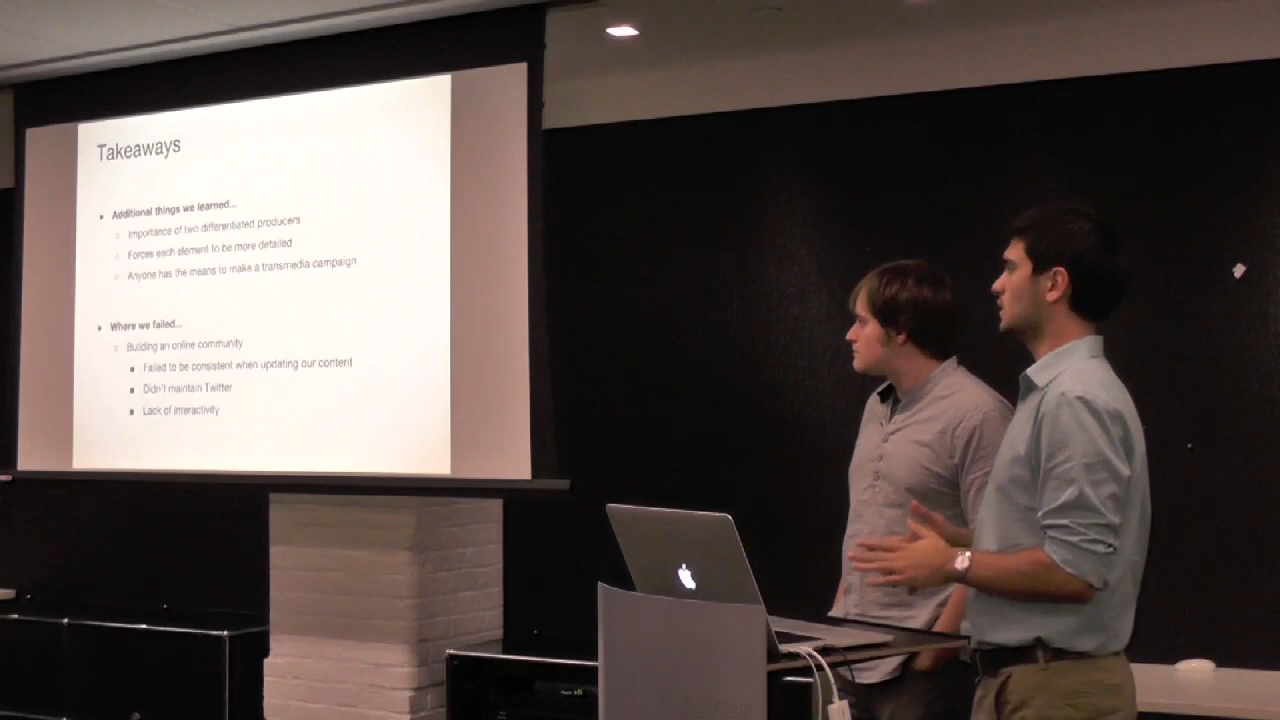 Takeaways
Additional things we learned...
Importance of two differentiated producers
Forces each element to be more detailed
Anyone has the means to make a transmedia campaign
Where we failed...
Building an online community
Failed to be consistent when updating our content
Didn't maintain Twitter
Lack of interactivity